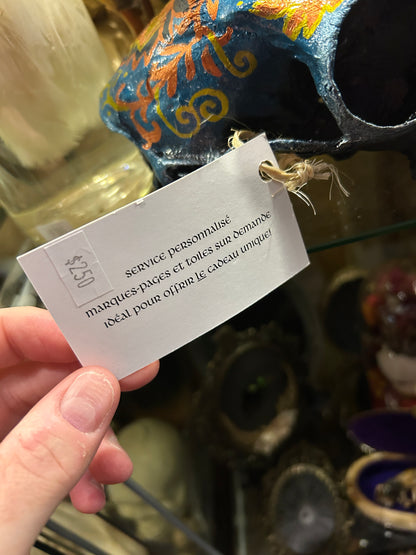 $250
Service personnalisé
marques-pages et toiles sur demande
idéal pour offrir le cadeau unique!